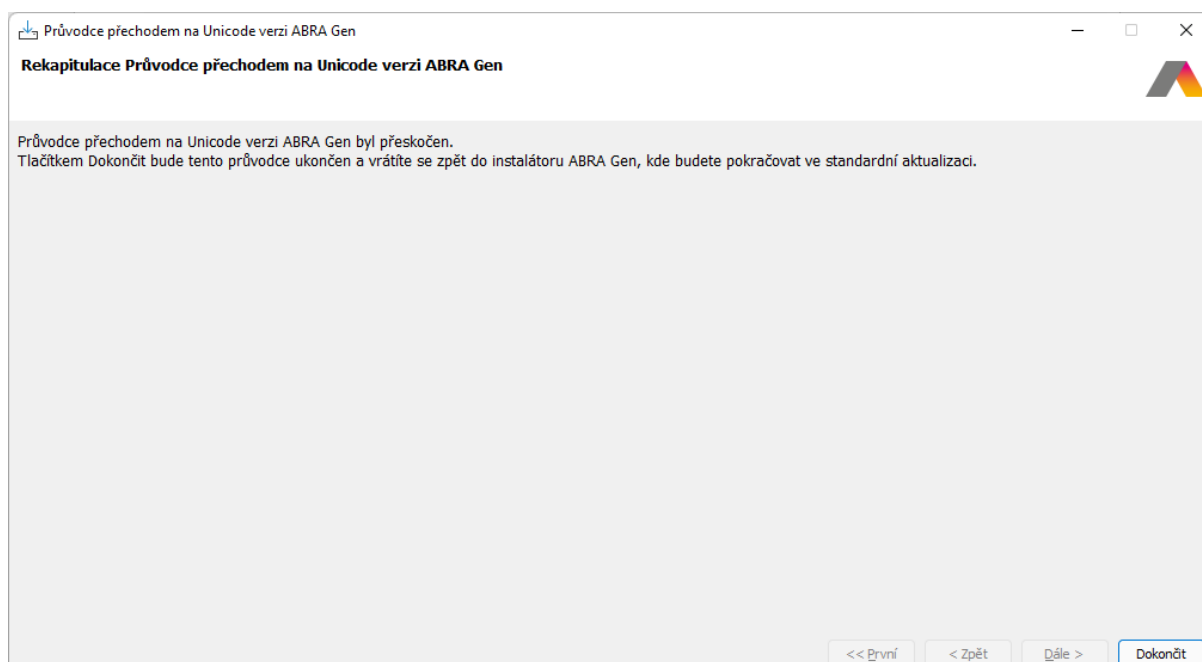 Průvodce přechodem na Unicode verzi ABRA Gen
Rekapitulace Průvodce přechodem na Unicode verzi ABRA Gen
Průvodce přechodem na Unicode verzi ABRA Gen byl přeskočen.
Tlačítkem Dokončit bude tento průvodce ukončen a vrátíte se zpět do instalátoru ABRA Gen, kde budete pokračovat ve standardní aktualizaci.
<< První < Zpět Dále > Dokončit